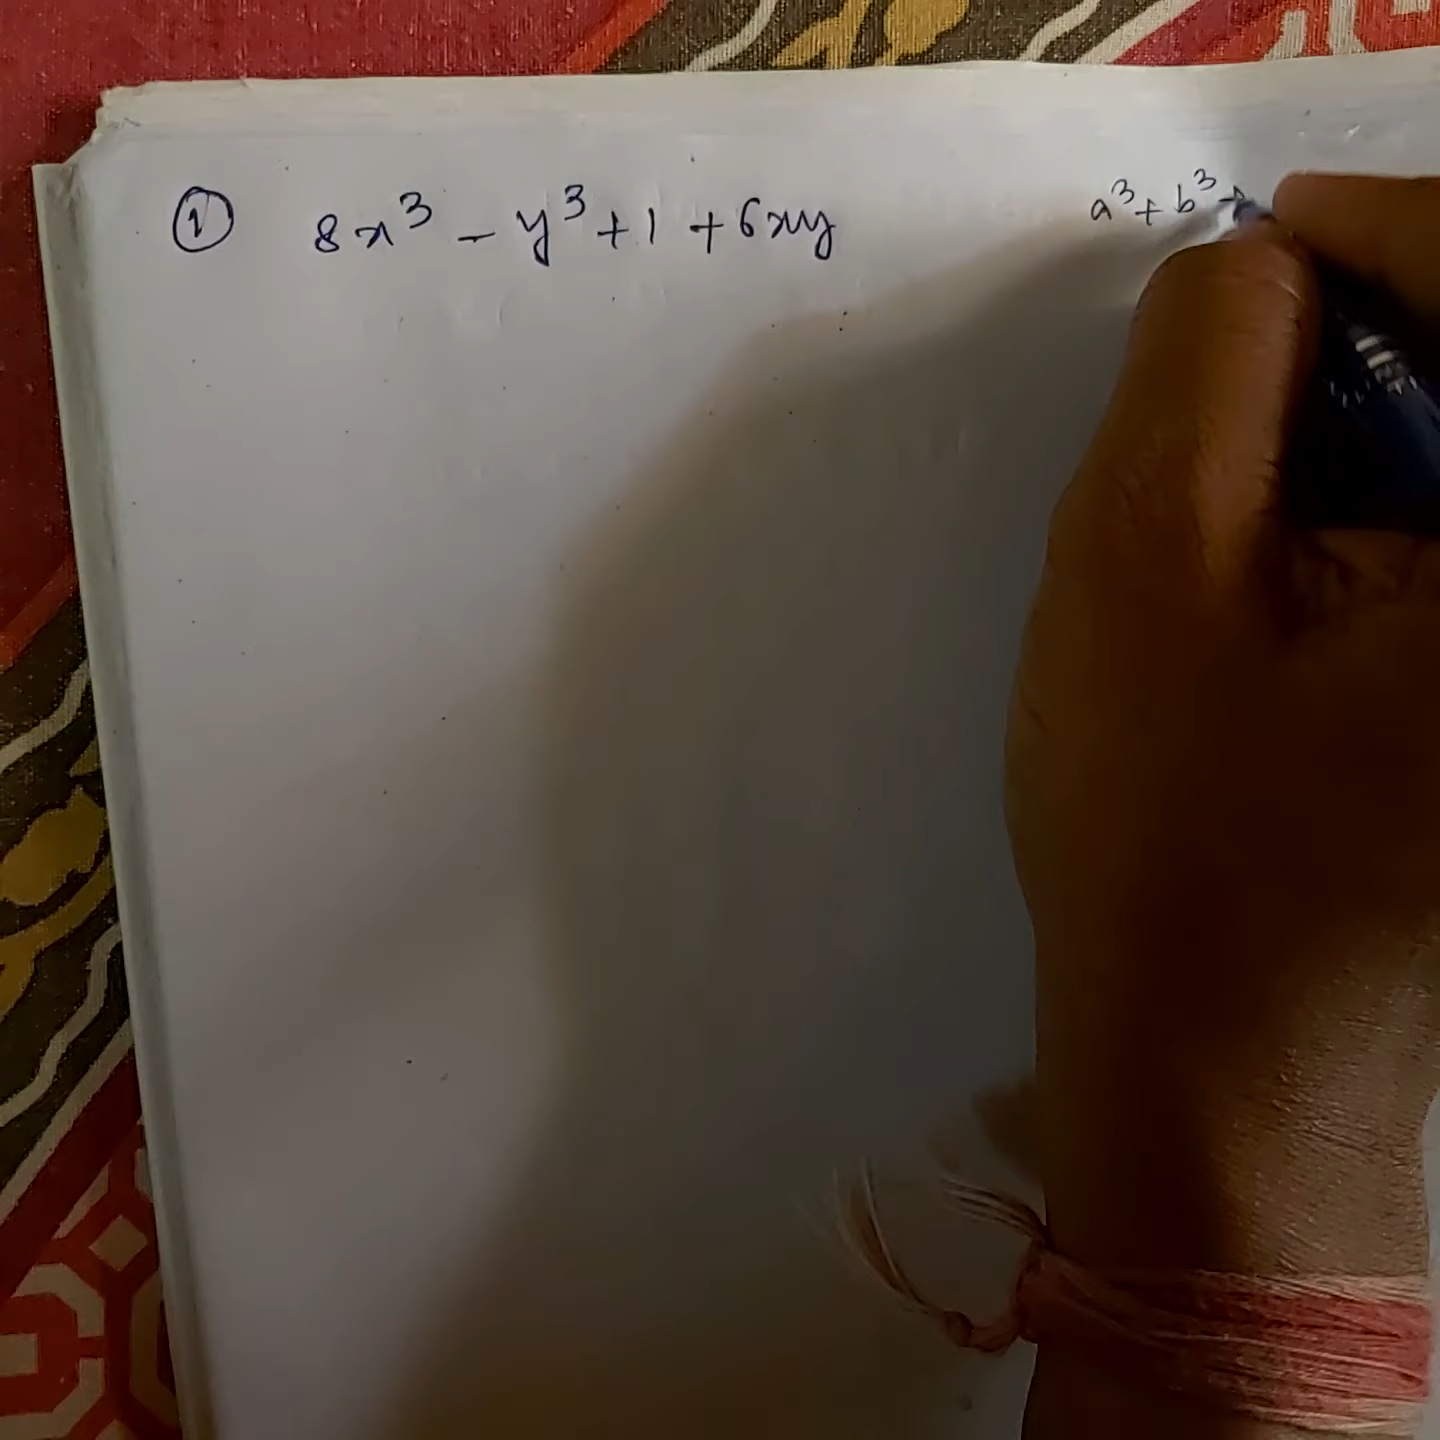 ① 8x³ - y³ + 1 + 6xy
a³ + b³ +